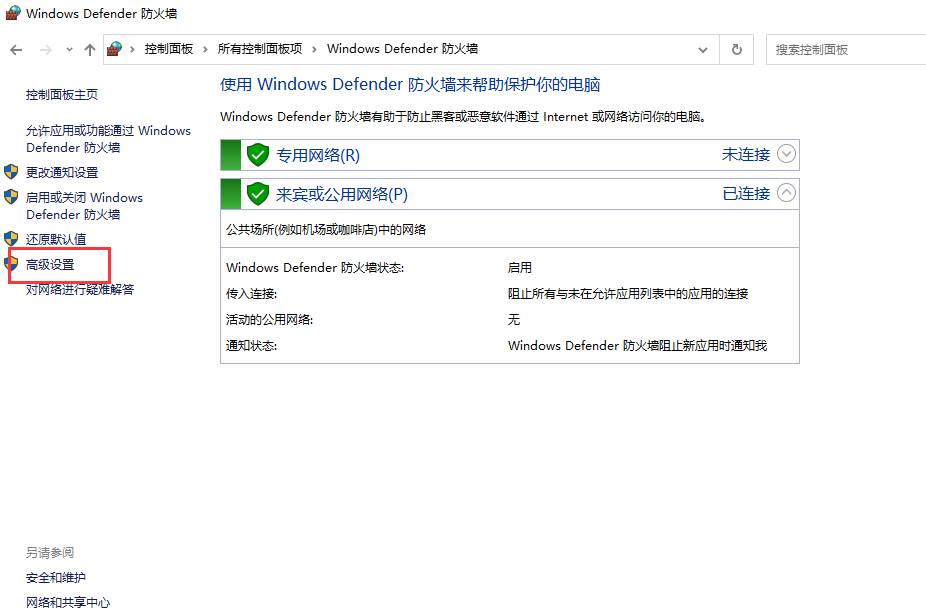 Windows Defender 防火墙
控制面板 › 所有控制面板项 › Windows Defender 防火墙
搜索控制面板
控制面板主页
允许应用或功能通过 Windows
Defender 防火墙
更改通知设置
启用或关闭 Windows
Defender 防火墙
还原默认值
高级设置
对网络进行疑难解答
使用 Windows Defender 防火墙来帮助保护你的电脑
Windows Defender 防火墙有助于防止黑客或恶意软件通过 Internet 或网络访问你的电脑。
专用网络(R) 未连接
来宾或公用网络(P) 已连接
公共场所(例如机场或咖啡店)中的网络
Windows Defender 防火墙状态: 启用
传入连接: 阻止所有与未在允许应用列表中的应用的连接
活动的公用网络: 无
通知状态: Windows Defender 防火墙阻止新应用时通知我
另请参阅
安全和维护
网络和共享中心